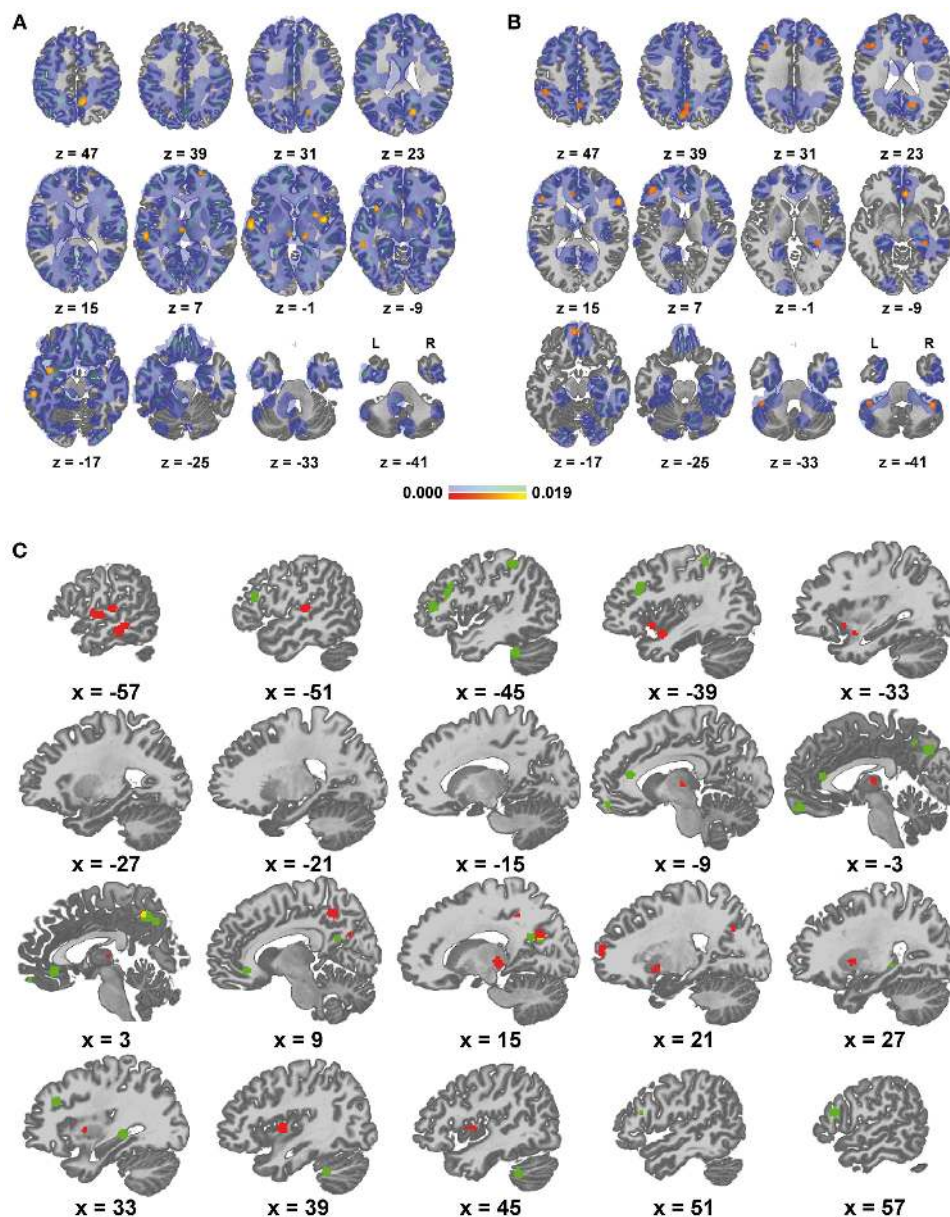 A B
z = 47 z = 39 z = 31 z = 23 z = 47 z = 39 z = 31 z = 23
z = 15 z = 7 z = -1 z = -9 z = 15 z = 7 z = -1 z = -9
L R L R
z = -17 z = -25 z = -33 z = -41 z = -17 z = -25 z = -33 z = -41
0.000 0.019
C
x = -57 x = -51 x = -45 x = -39 x = -33
x = -27 x = -21 x = -15 x = -9 x = -3
x = 3 x = 9 x = 15 x = 21 x = 27
x = 33 x = 39 x = 45 x = 51 x = 57